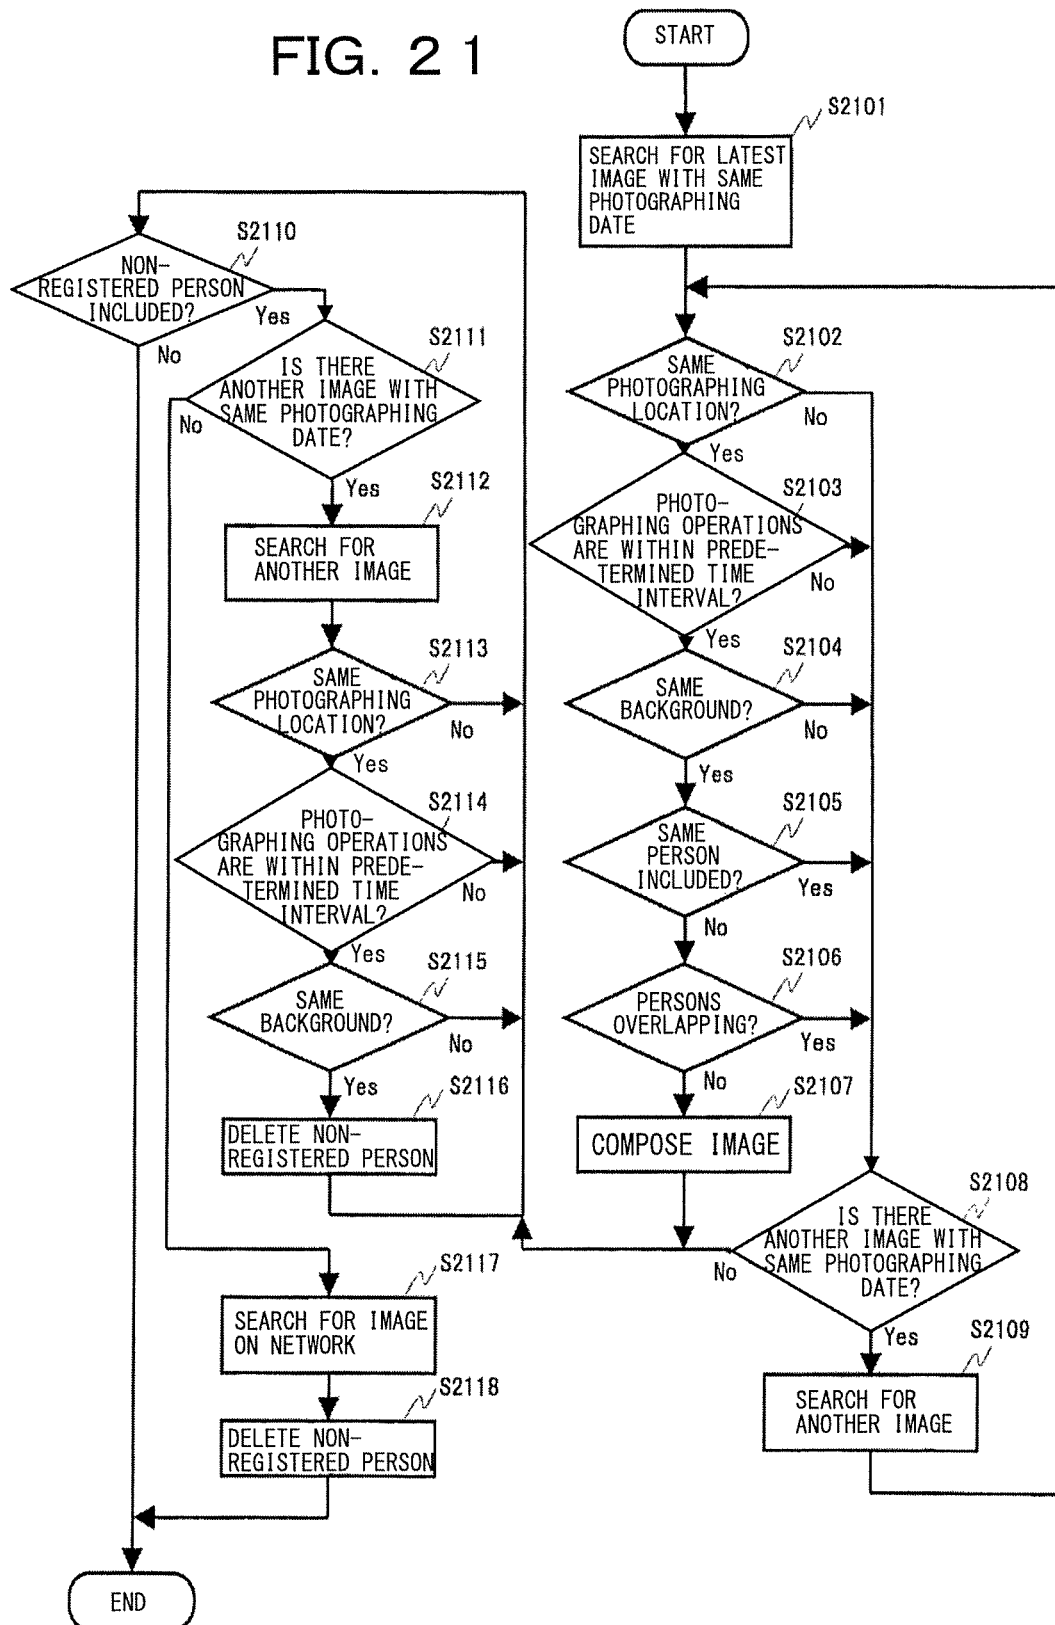 FIG. 21
START
S2101
SEARCH FOR LATEST
IMAGE WITH SAME
PHOTOGRAPHING
DATE
S2102
SAME
PHOTOGRAPHING
LOCATION?
No
Yes
S2103
PHOTO-
GRAPHING OPERATIONS
ARE WITHIN PREDE-
TERMINED TIME
INTERVAL?
No
Yes
S2104
SAME
BACKGROUND?
No
Yes
S2105
SAME
PERSON
INCLUDED?
Yes
No
S2106
PERSONS
OVERLAPPING?
Yes
No
S2107
COMPOSE IMAGE
S2108
IS THERE
ANOTHER IMAGE WITH
SAME PHOTOGRAPHING
DATE?
No
Yes
S2109
SEARCH FOR
ANOTHER IMAGE
S2110
NON-
REGISTERED PERSON
INCLUDED?
Yes
No
S2111
IS THERE
ANOTHER IMAGE WITH
SAME PHOTOGRAPHING
DATE?
No
Yes
S2112
SEARCH FOR
ANOTHER IMAGE
S2113
SAME
PHOTOGRAPHING
LOCATION?
No
Yes
S2114
PHOTO-
GRAPHING OPERATIONS
ARE WITHIN PREDE-
TERMINED TIME
INTERVAL?
No
Yes
S2115
SAME
BACKGROUND?
No
Yes
S2116
DELETE NON-
REGISTERED PERSON
S2117
SEARCH FOR IMAGE
ON NETWORK
S2118
DELETE NON-
REGISTERED PERSON
END